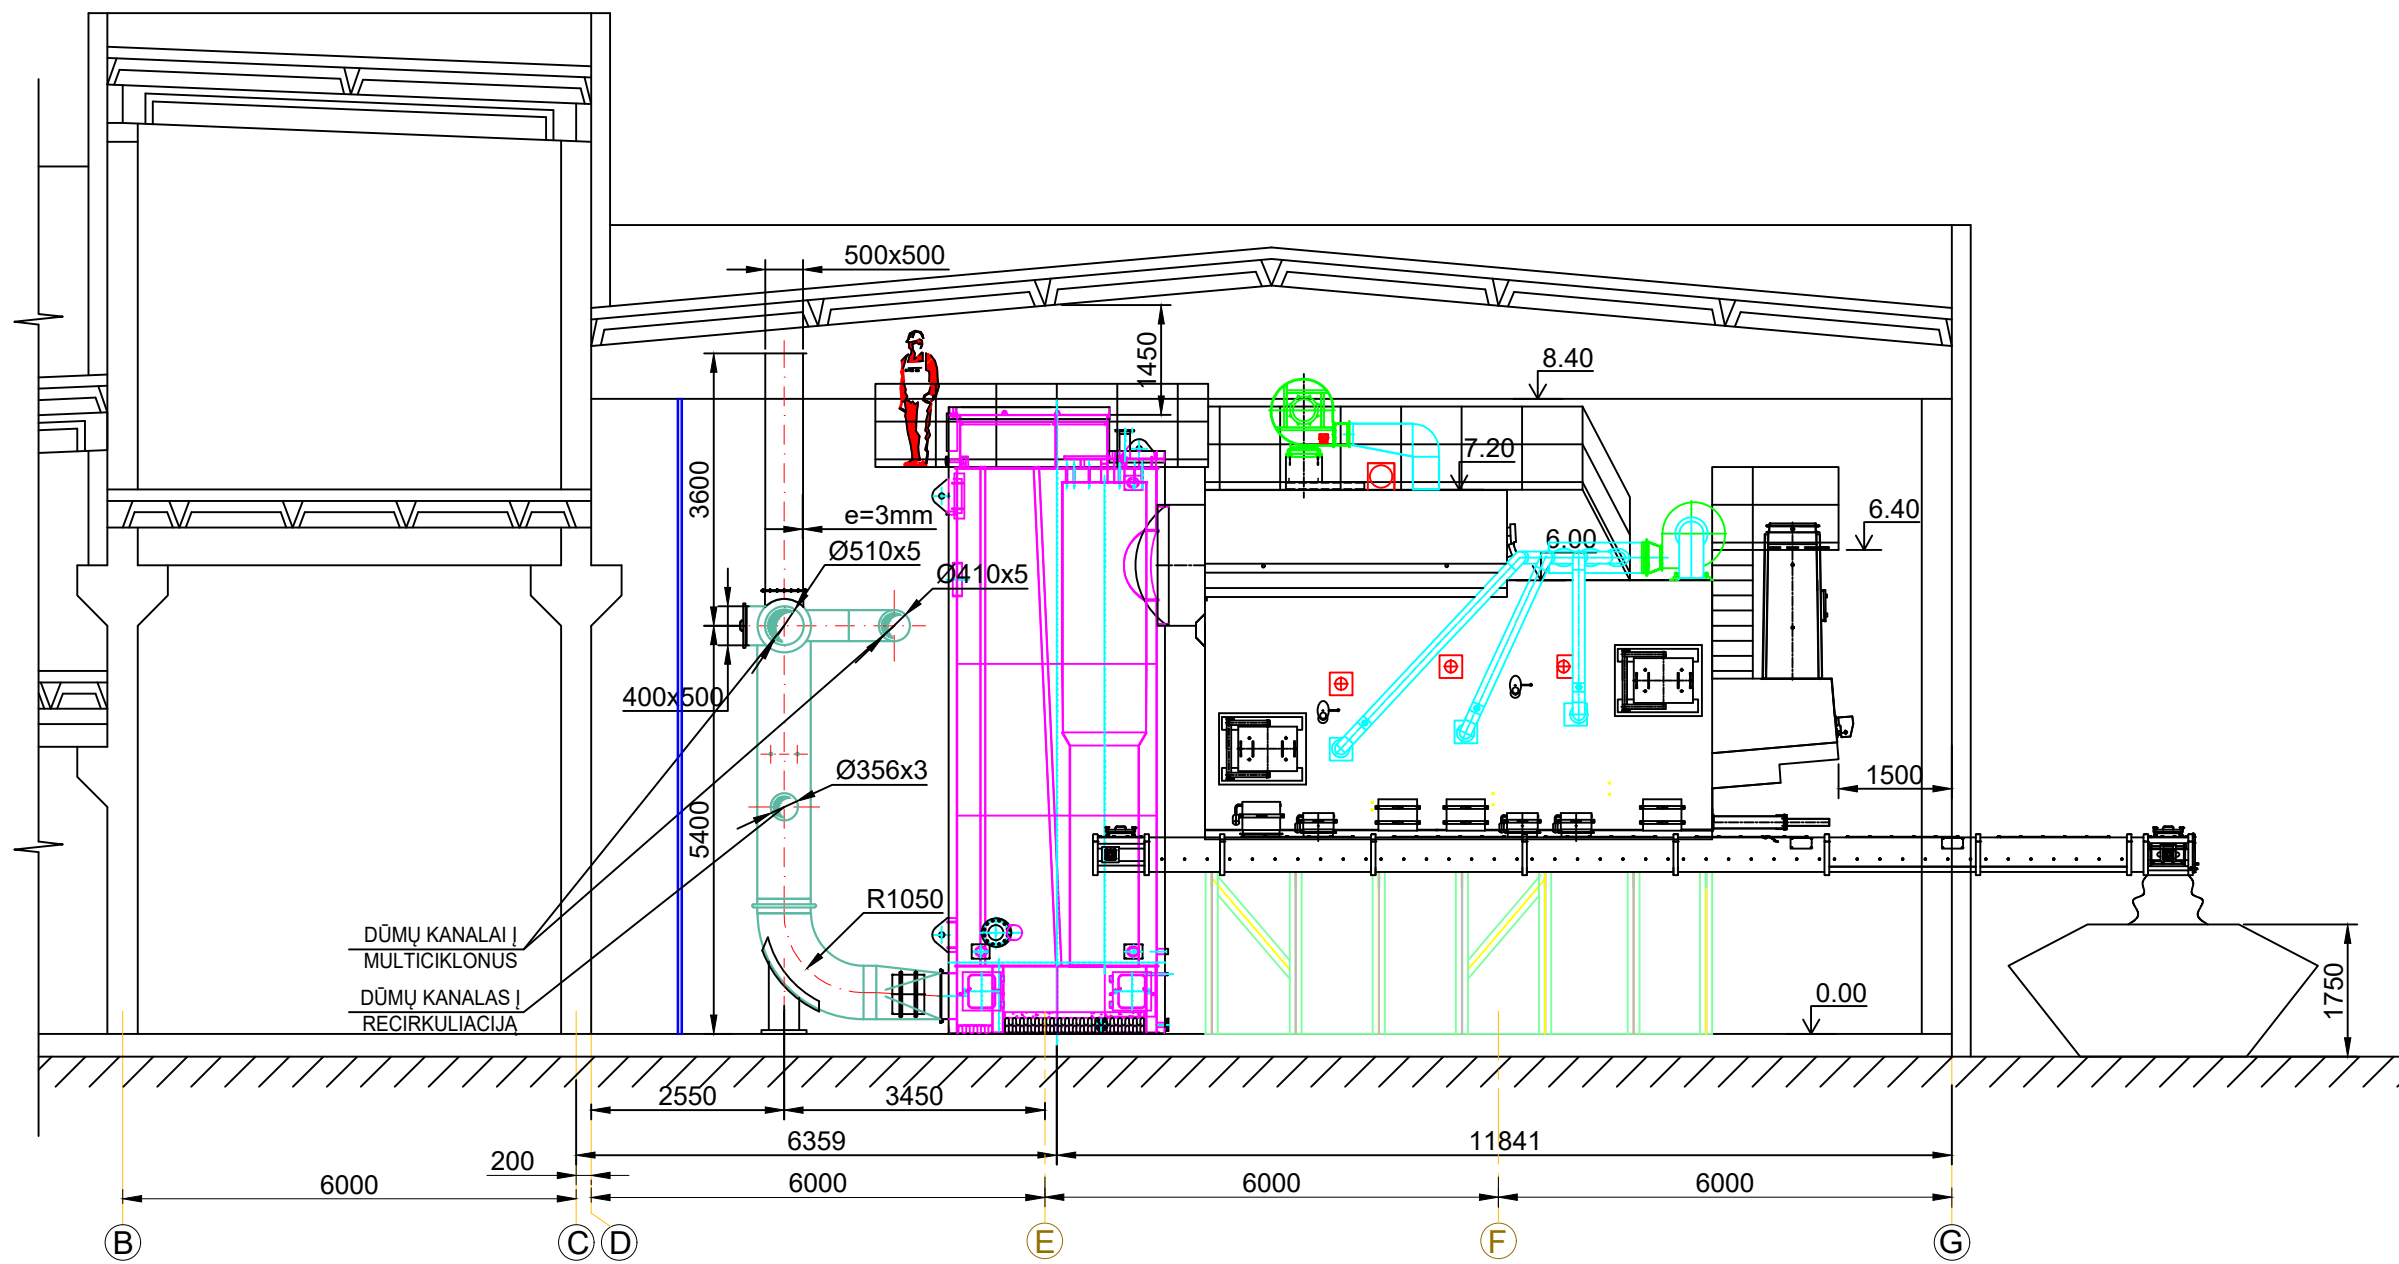 500x500
1450
8.40
7.20
3600
e=3mm
6.40
6.00
Ø510x5
Ø410x5
400x500
Ø356x3
1500
5400
R1050
DŪMŲ KANALAI Į
MULTICIKLONUS
DŪMŲ KANALAS Į
RECIRKULIACIJĄ
0.00
1750
2550
3450
6359
11841
200
6000
6000
6000
6000
B
C
D
E
F
G